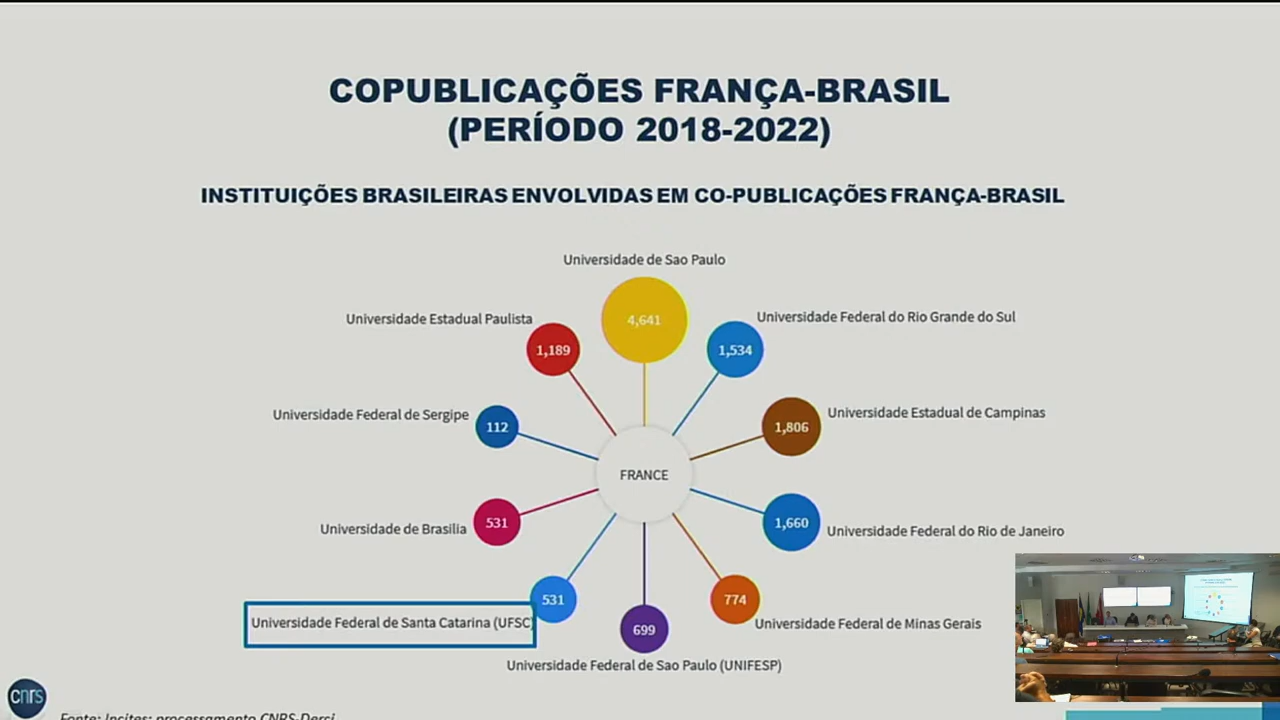 COPUBLICAÇÕES FRANÇA-BRASIL
(PERÍODO 2018-2022)
INSTITUIÇÕES BRASILEIRAS ENVOLVIDAS EM CO-PUBLICAÇÕES FRANÇA-BRASIL
Universidade de Sao Paulo
4,641
Universidade Federal do Rio Grande do Sul
1,534
Universidade Estadual de Campinas
1,806
Universidade Federal do Rio de Janeiro
1,660
Universidade Federal de Minas Gerais
774
Universidade Federal de Sao Paulo (UNIFESP)
699
Universidade Federal de Santa Catarina (UFSC)
531
Universidade de Brasilia
531
Universidade Federal de Sergipe
112
Universidade Estadual Paulista
1,189
FRANCE
cnrs
Fonte: Incites; processamento CNRS-Derci